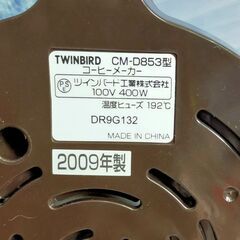 TWINBIRD CM-D853型
コーヒーメーカー
PSE ツインバード工業株式会社
100V 400W
温度ヒューズ 192℃
DR9G132
MADE IN CHINA
2009年製